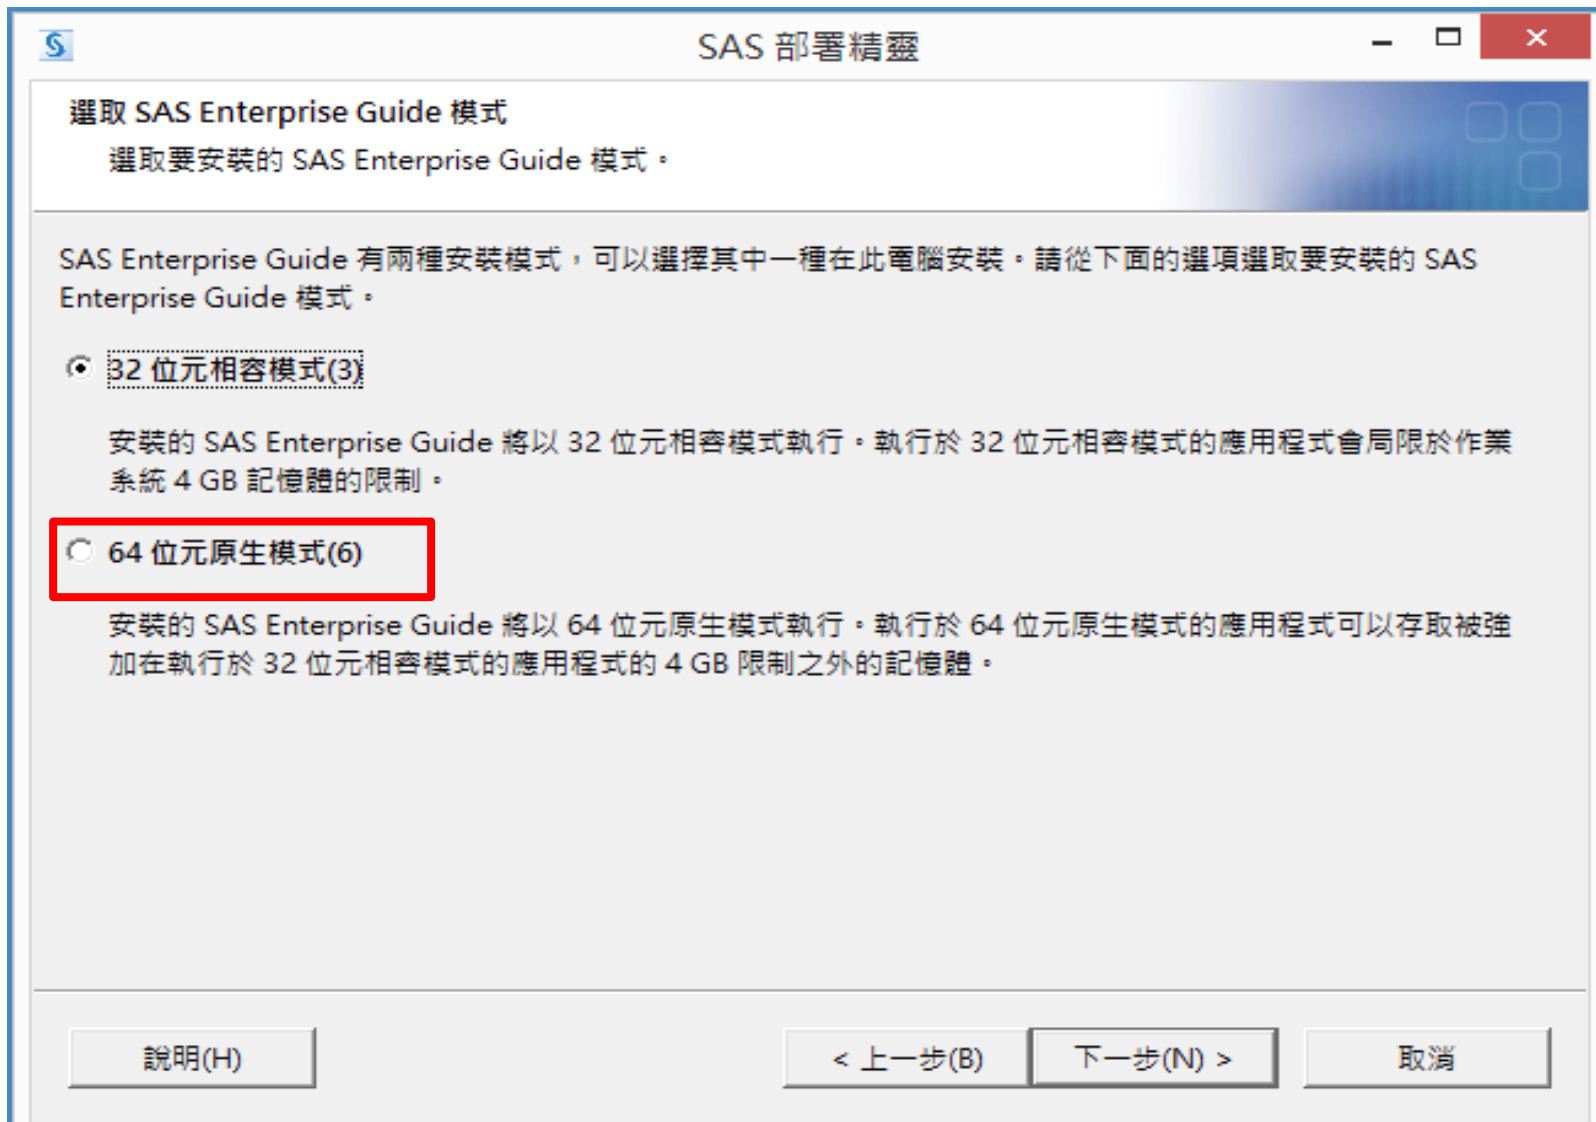 SAS 部署精靈
選取 SAS Enterprise Guide 模式
選取要安裝的 SAS Enterprise Guide 模式。
SAS Enterprise Guide 有兩種安裝模式，可以選擇其中一種在此電腦安裝。請從下面的選項選取要安裝的 SAS
Enterprise Guide 模式。
32 位元相容模式(3)
安裝的 SAS Enterprise Guide 將以 32 位元相容模式執行。執行於 32 位元相容模式的應用程式會局限於作業
系統 4 GB 記憶體的限制。
64 位元原生模式(6)
安裝的 SAS Enterprise Guide 將以 64 位元原生模式執行。執行於 64 位元原生模式的應用程式可以存取被強
加在執行於 32 位元相容模式的應用程式的 4 GB 限制之外的記憶體。
說明(H)
< 上一步(B)
下一步(N) >
取消